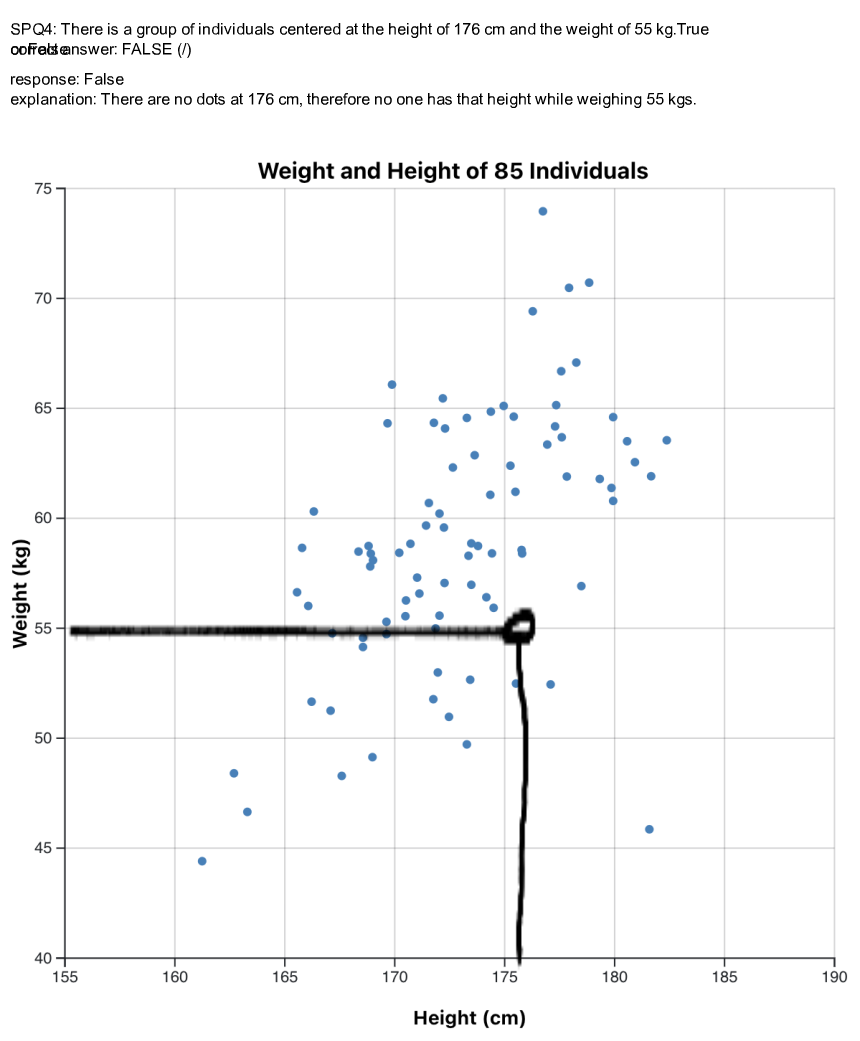 SPQ4: There is a group of individuals centered at the height of 176 cm and the weight of 55 kg.True
or False
correct answer: FALSE (/)
response: False
explanation: There are no dots at 176 cm, therefore no one has that height while weighing 55 kgs.
Weight and Height of 85 Individuals
75
70
65
60
55
50
45
40
Weight (kg)
155 160 165 170 175 180 185 190
Height (cm)